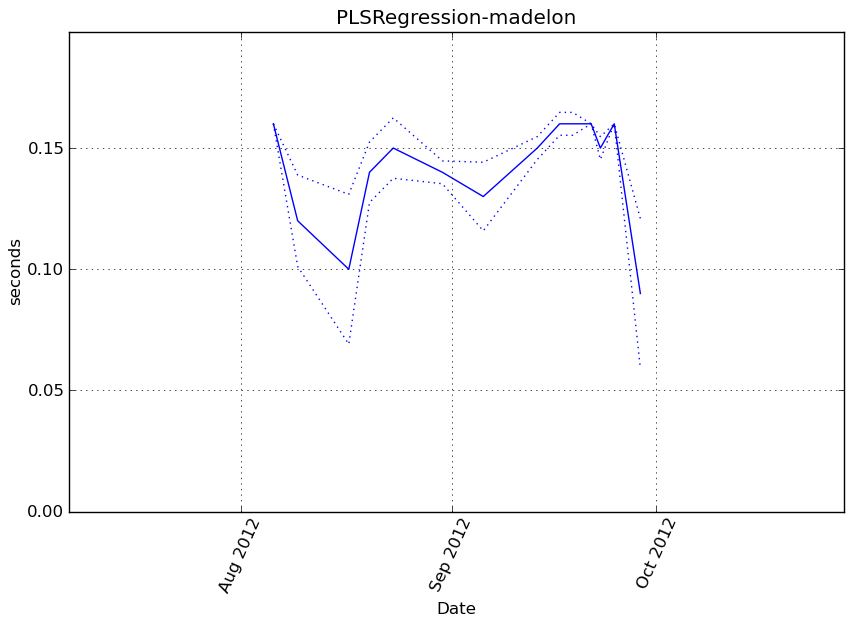 PLSRegression-madelon
seconds
0.15
0.10
0.05
0.00
Aug 2012
Sep 2012
Oct 2012
Date